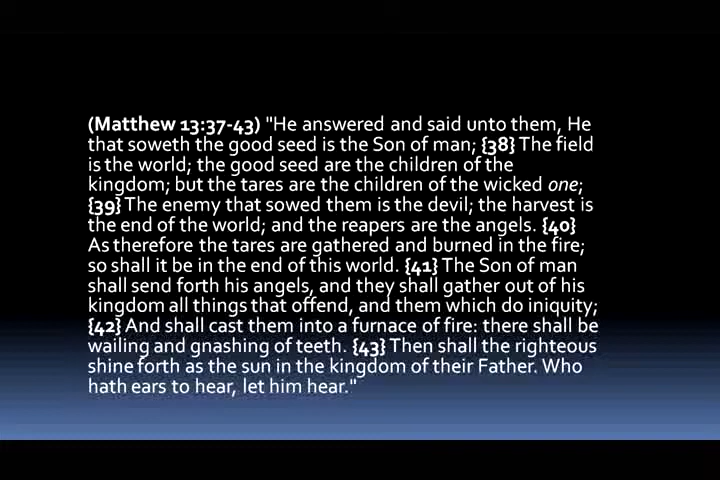 (Matthew 13:37-43) "He answered and said unto them, He
that soweth the good seed is the Son of man; {38} The field
is the world; the good seed are the children of the
kingdom; but the tares are the children of the wicked one;
{39} The enemy that sowed them is the devil; the harvest is
the end of the world; and the reapers are the angels. {40}
As therefore the tares are gathered and burned in the fire;
so shall it be in the end of this world. {41} The Son of man
shall send forth his angels, and they shall gather out of his
kingdom all things that offend, and them which do iniquity;
{42} And shall cast them into a furnace of fire: there shall be
wailing and gnashing of teeth. {43} Then shall the righteous
shine forth as the sun in the kingdom of their Father. Who
hath ears to hear, let him hear."